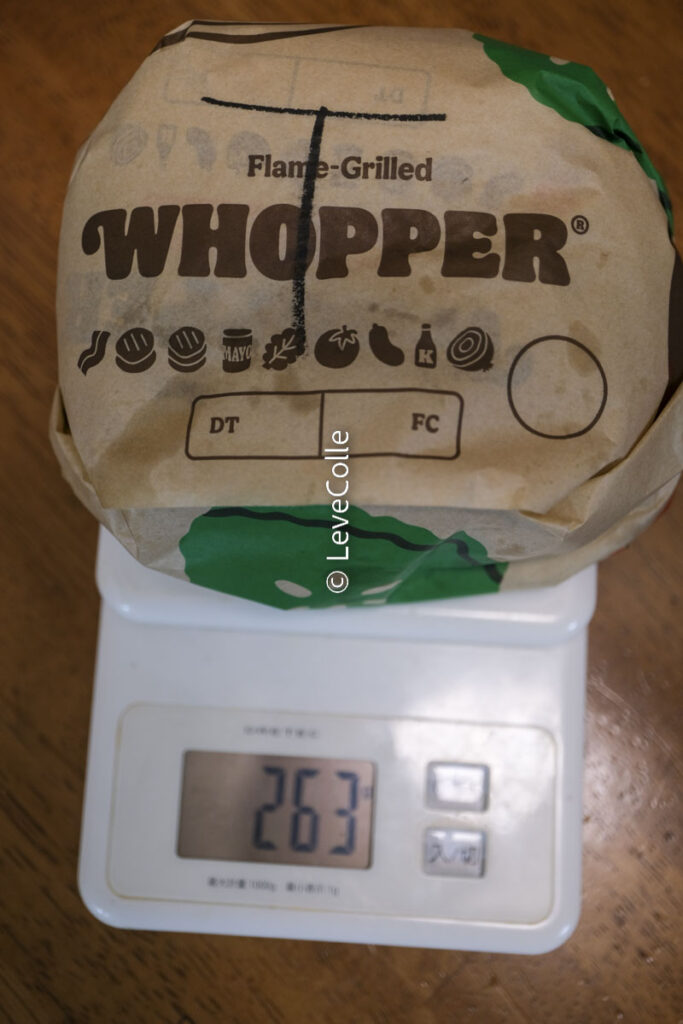 T
Flame-Grilled
WHOPPER®
MAYO
K
DT FC
© LeveColle
263
入/切